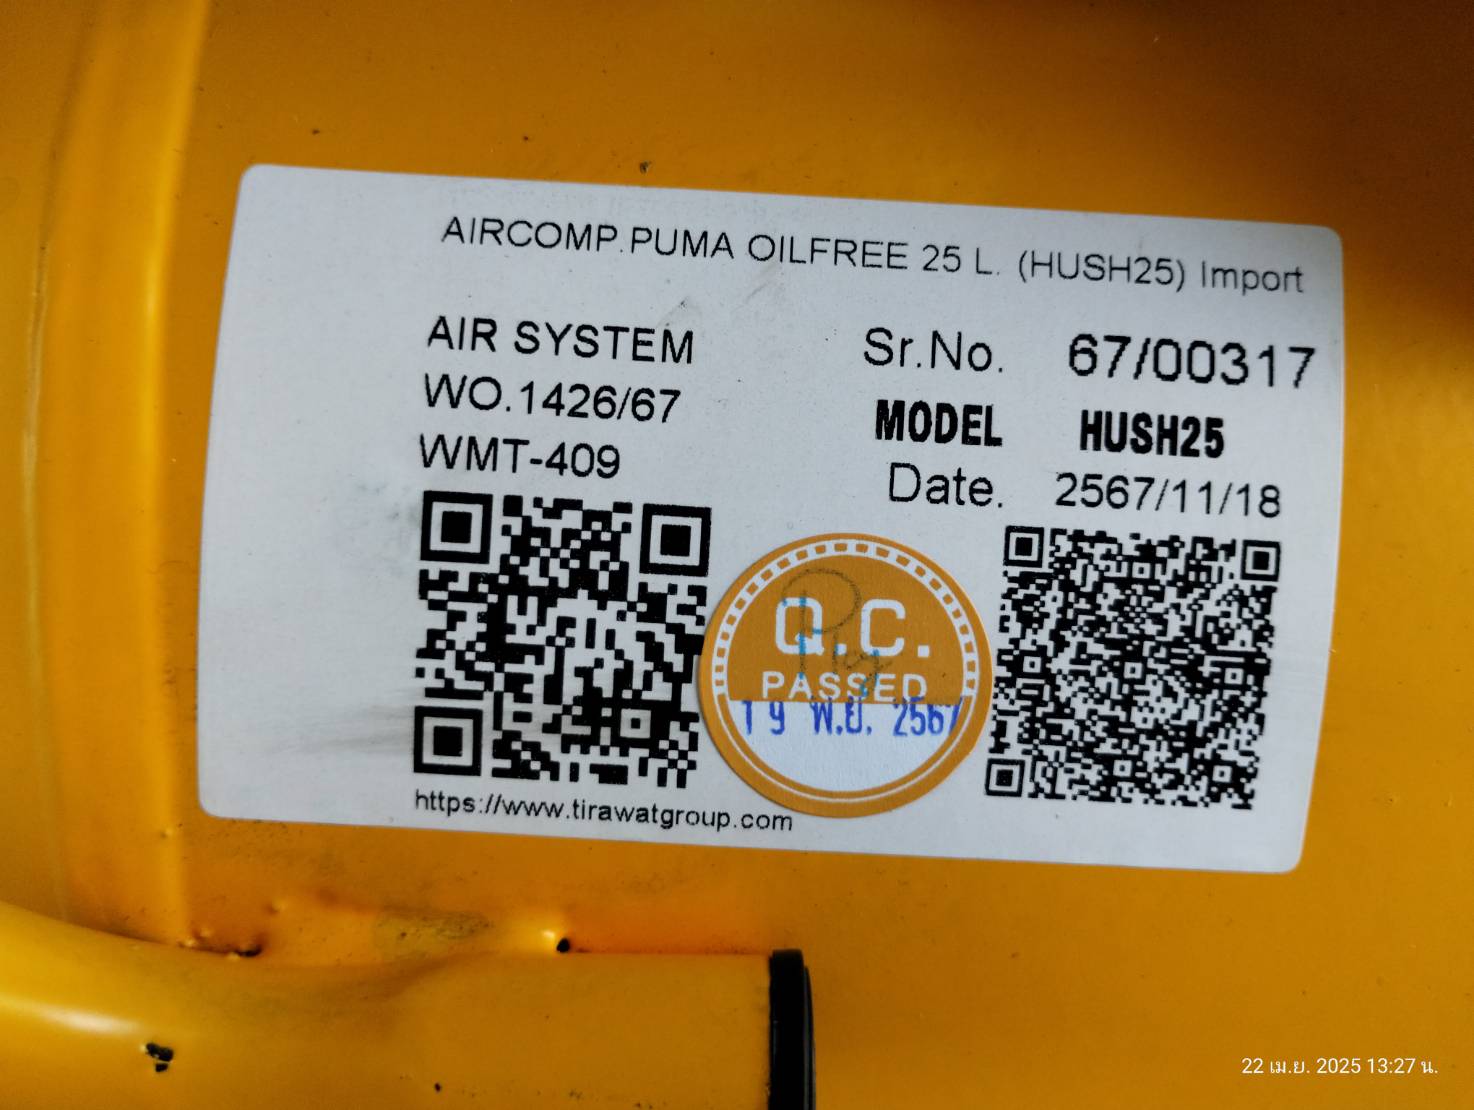 AIRCOMP.PUMA OILFREE 25 L. (HUSH25) Import
AIR SYSTEM
WO.1426/67
WMT-409
Sr.No. 67/00317
MODEL HUSH25
Date. 2567/11/18
Q.C.
PASSED
19 พ.ย. 2567
https://www.tirawatgroup.com
22 เม.ย. 2025 13:27 น.